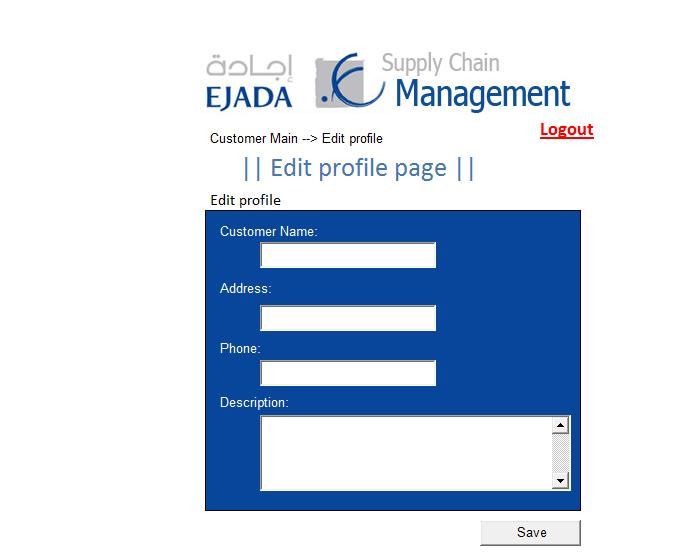 إجادة
EJADA
Supply Chain
Management
Logout
Customer Main --> Edit profile
|| Edit profile page ||
Edit profile
Customer Name:
Address:
Phone:
Description:
Save